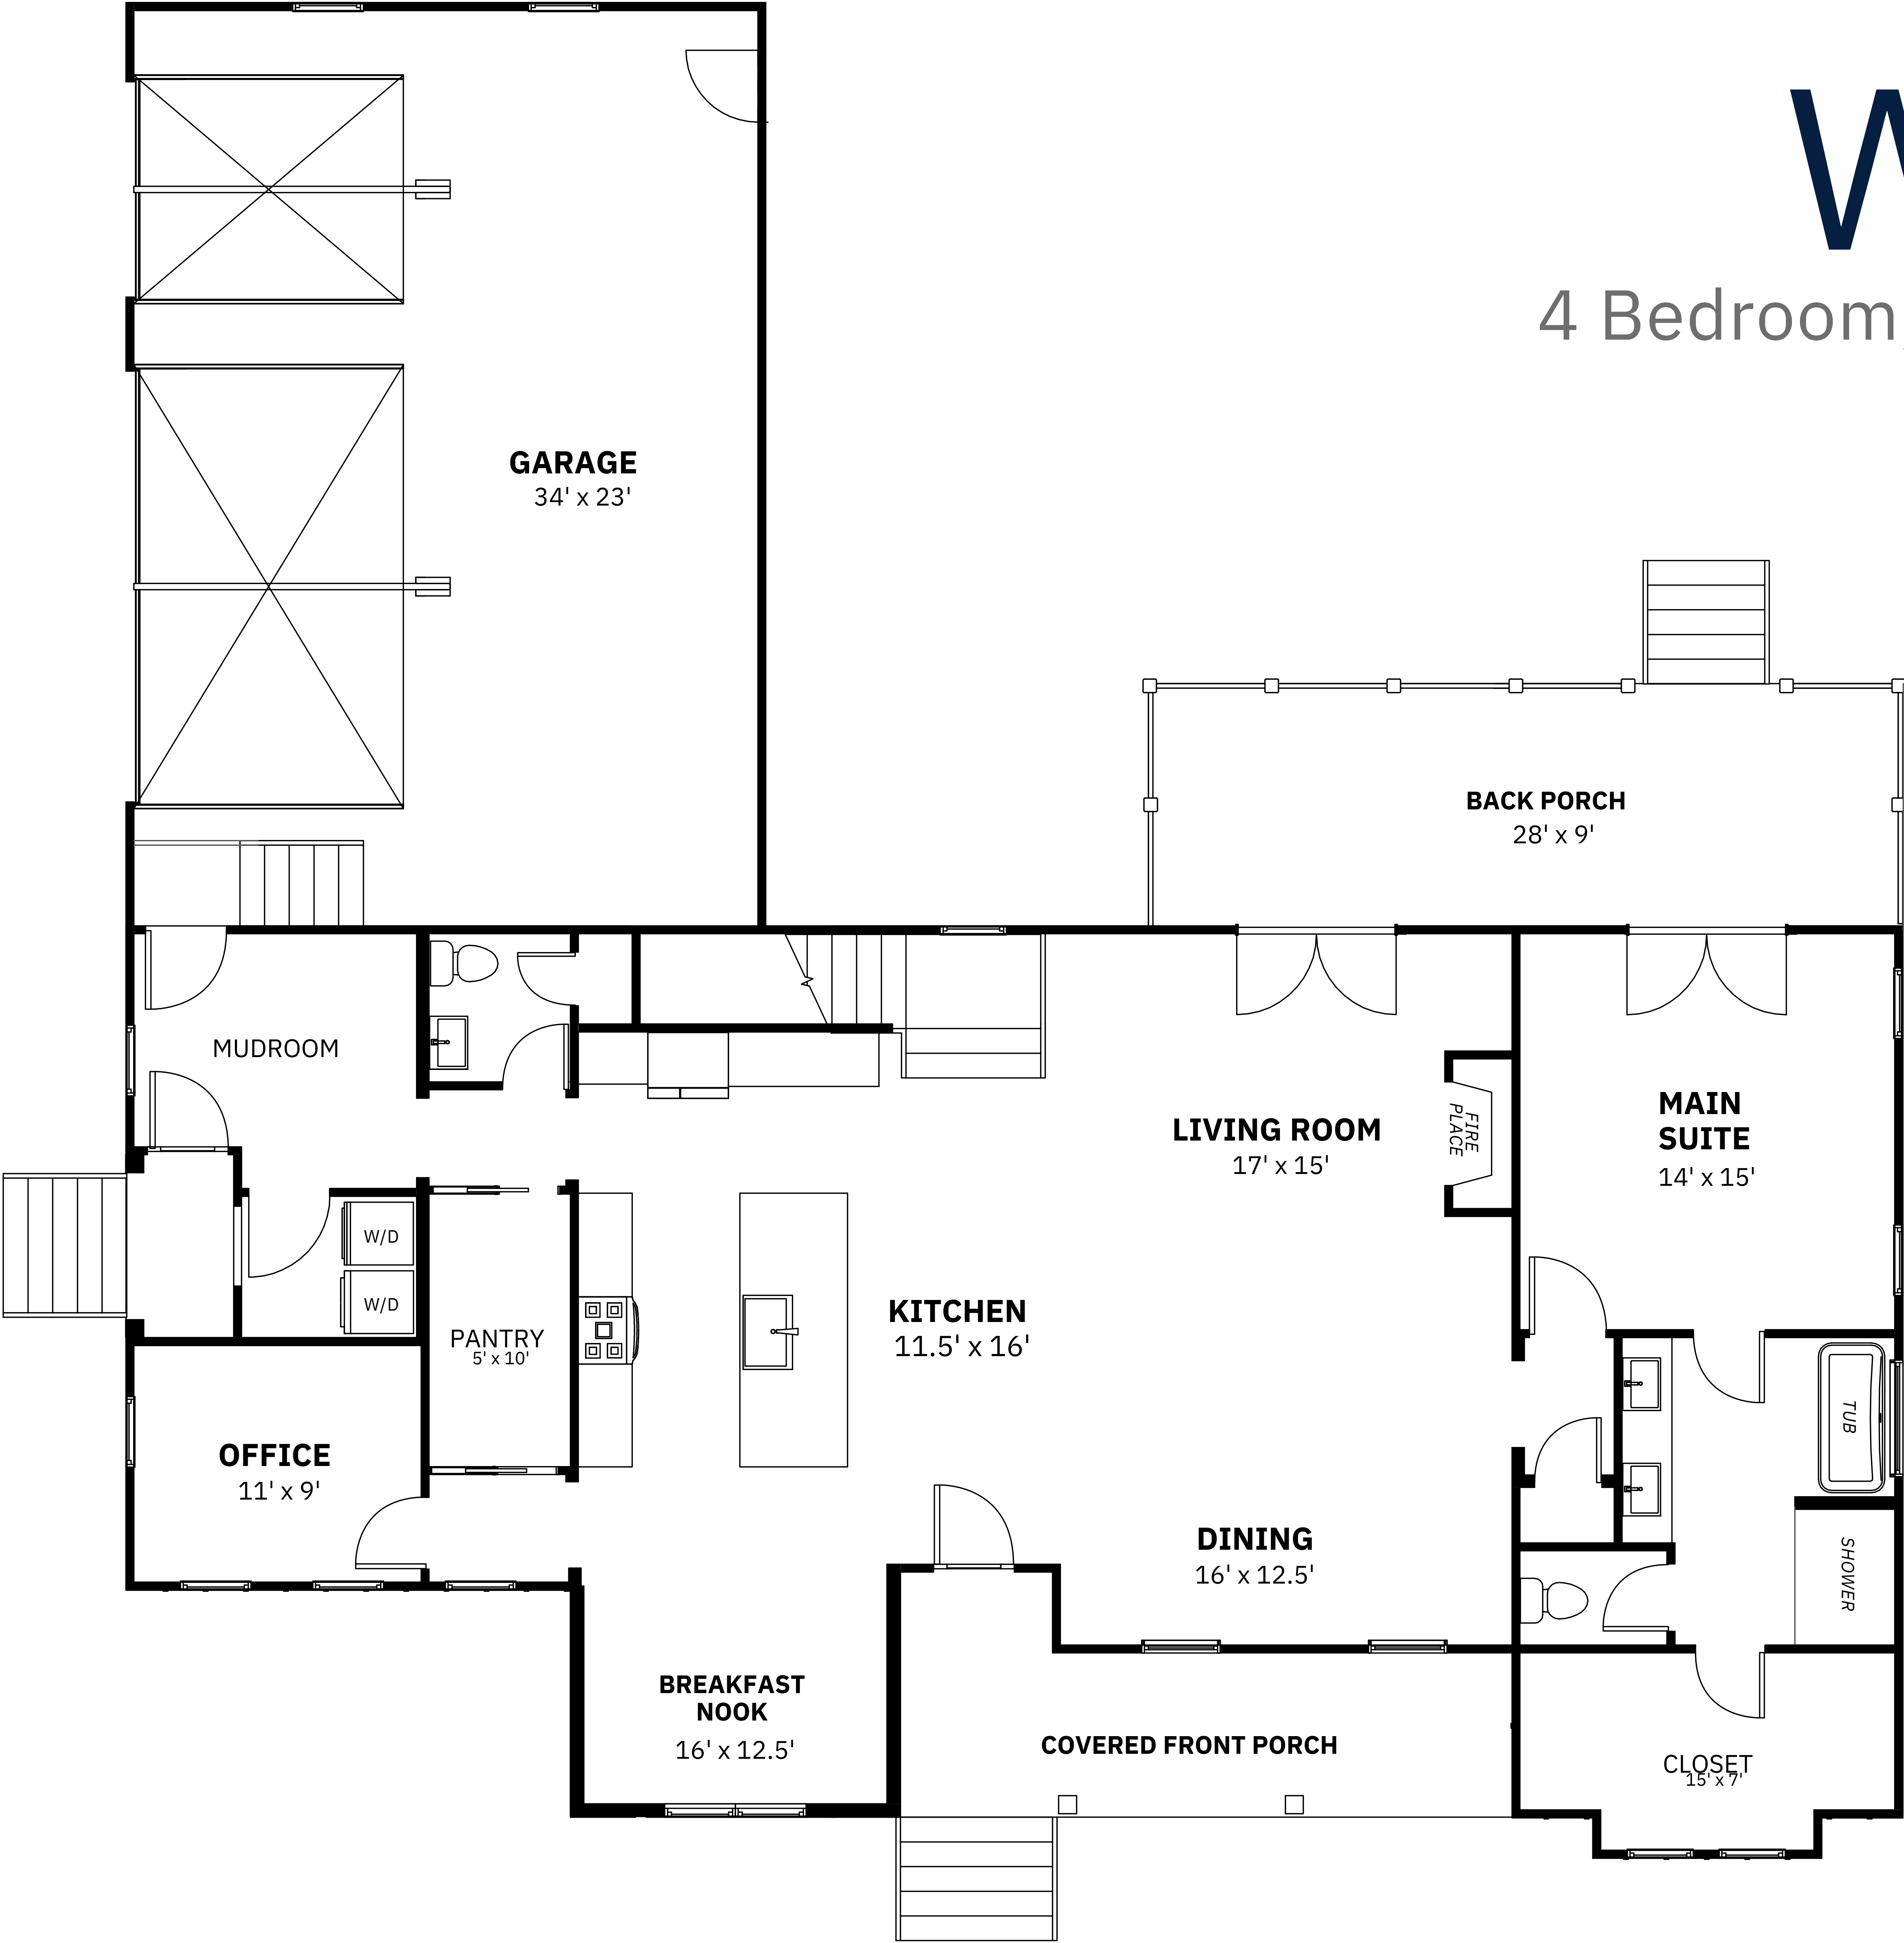 W
4 Bedroom
GARAGE
34' x 23'
BACK PORCH
28' x 9'
MUDROOM
MAIN
SUITE
14' x 15'
LIVING ROOM
17' x 15'
FIRE
PLACE
W/D
W/D
KITCHEN
11.5' x 16'
PANTRY
5' x 10'
TUB
OFFICE
11' x 9'
DINING
16' x 12.5'
SHOWER
BREAKFAST
NOOK
16' x 12.5'
COVERED FRONT PORCH
CLOSET
15' x 7'